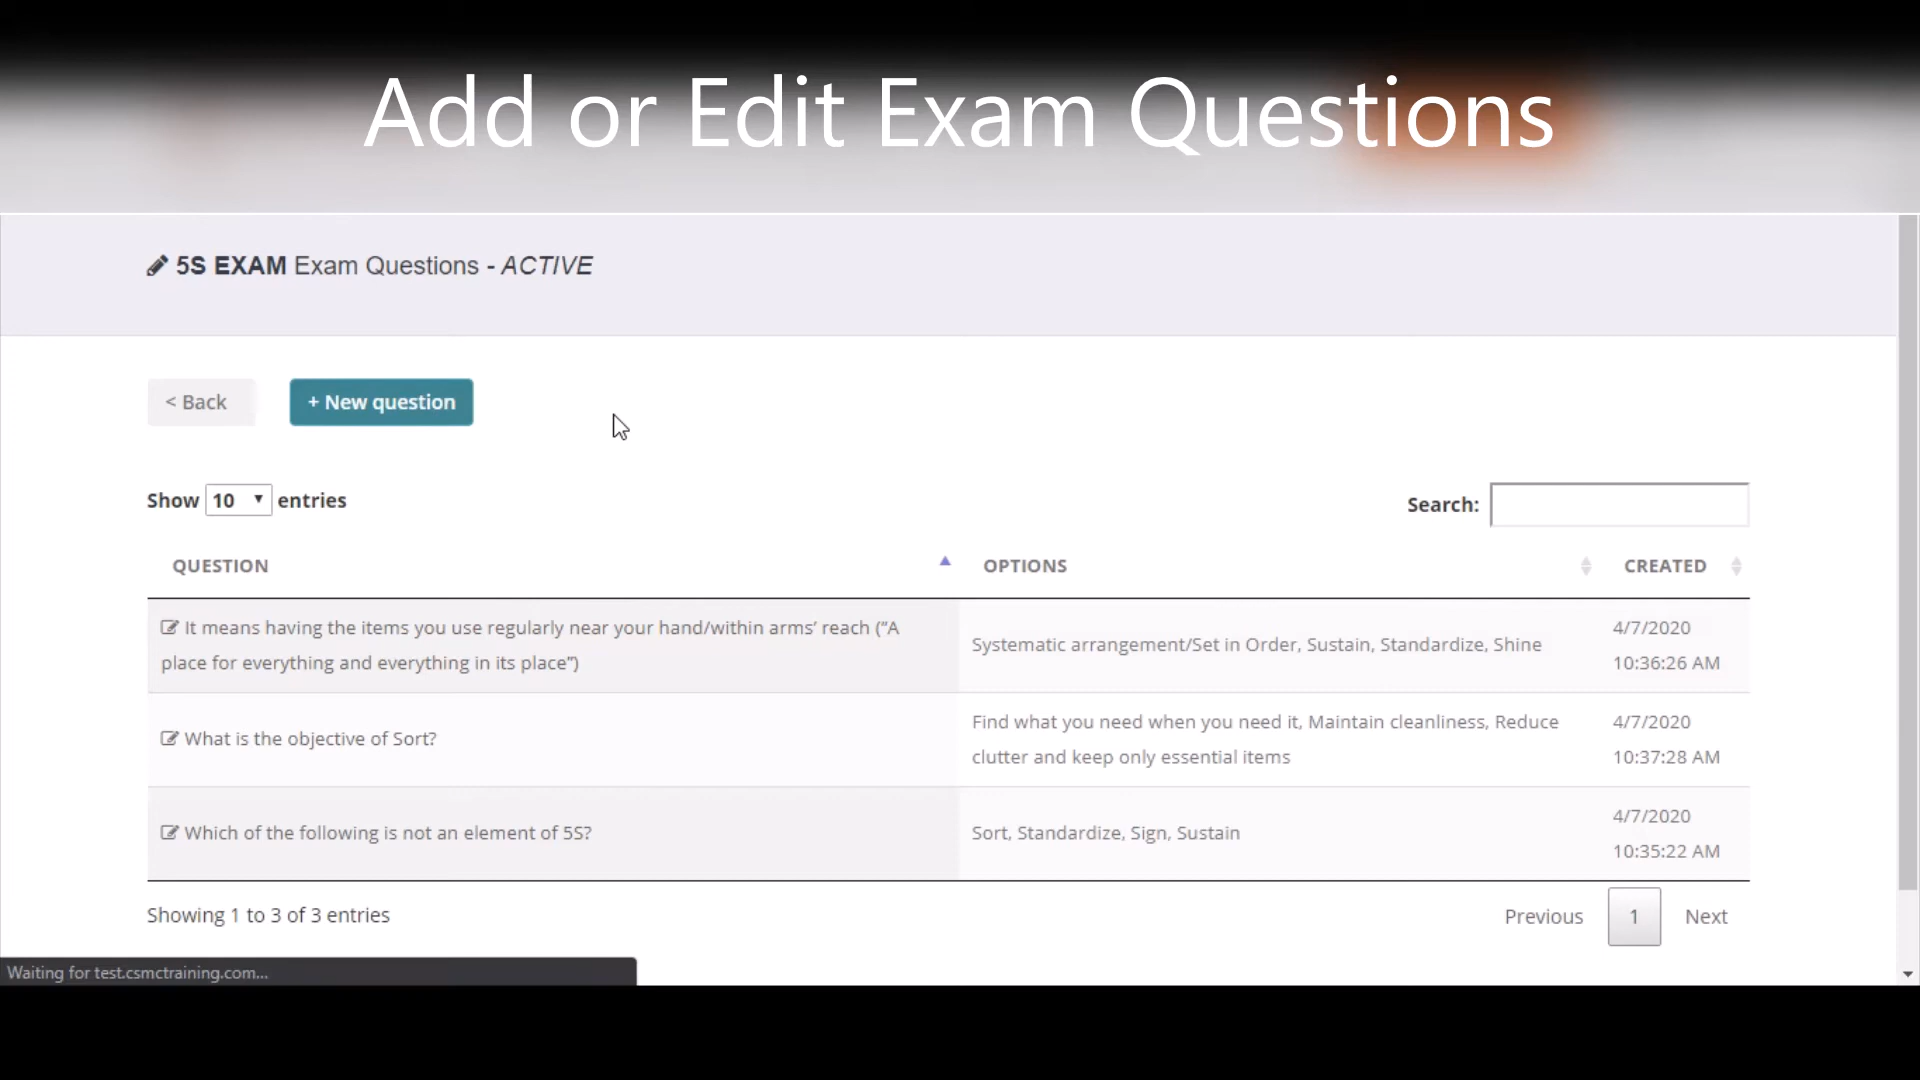 Add or Edit Exam Questions
5S EXAM Exam Questions - ACTIVE
< Back
+ New question
Show 10 entries
Search:
QUESTION OPTIONS CREATED
It means having the items you use regularly near your hand/within arms’ reach (“A
place for everything and everything in its place”)
Systematic arrangement/Set in Order, Sustain, Standardize, Shine
4/7/2020
10:36:26 AM
What is the objective of Sort?
Find what you need when you need it, Maintain cleanliness, Reduce
clutter and keep only essential items
4/7/2020
10:37:28 AM
Which of the following is not an element of 5S?
Sort, Standardize, Sign, Sustain
4/7/2020
10:35:22 AM
Showing 1 to 3 of 3 entries
Previous 1 Next
Waiting for test.csmctraining.com...